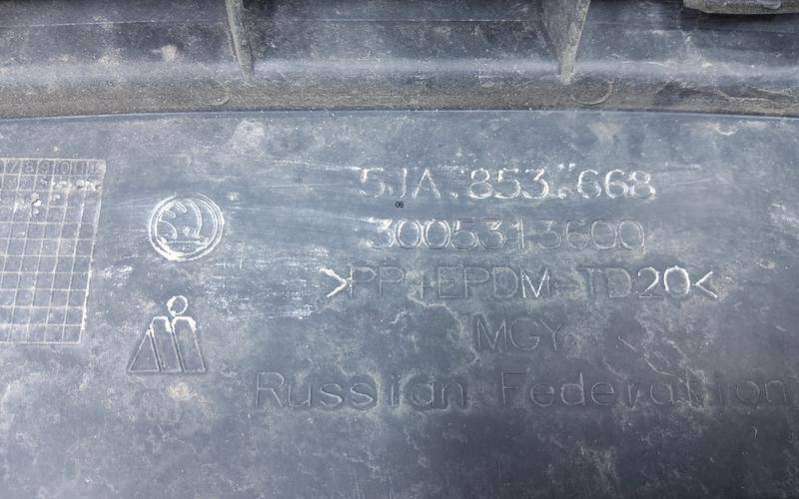 5JA.853.668
3005313600
>PP+EPDM-TD20<
MGY
Russian Federation